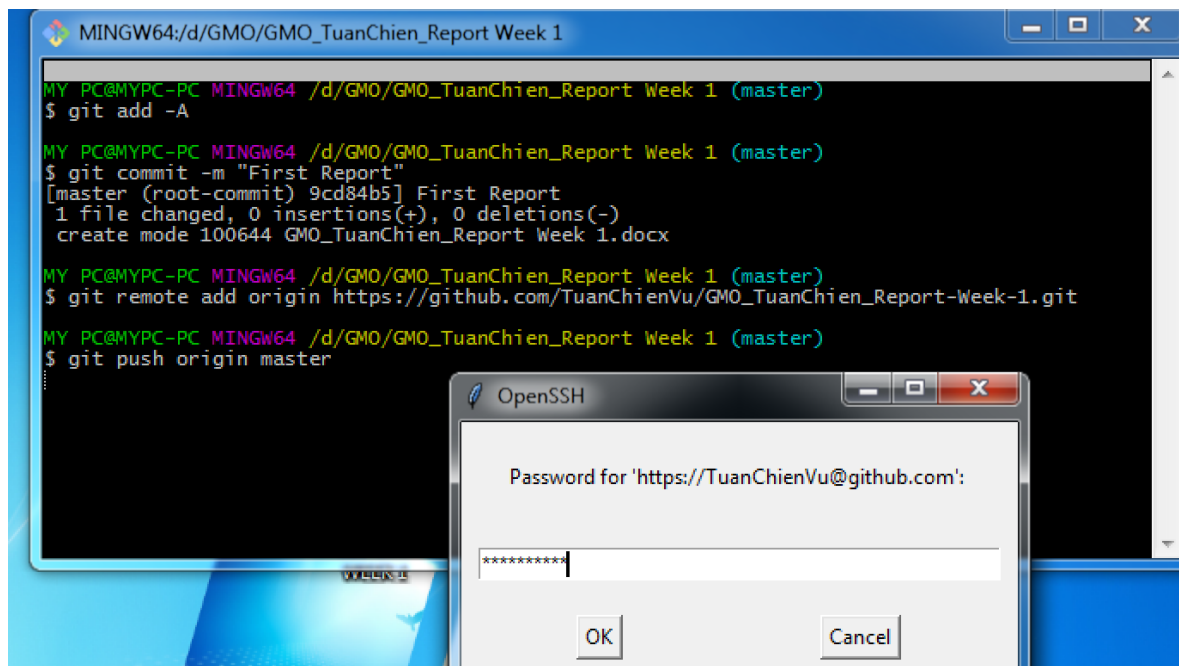 MINGW64:/d/GMO/GMO_TuanChien_Report Week 1
MY PC@MYPC-PC MINGW64 /d/GMO/GMO_TuanChien_Report Week 1 (master)
$ git add -A
MY PC@MYPC-PC MINGW64 /d/GMO/GMO_TuanChien_Report Week 1 (master)
$ git commit -m "First Report"
[master (root-commit) 9cd84b5] First Report
1 file changed, 0 insertions(+), 0 deletions(-)
create mode 100644 GMO_TuanChien_Report Week 1.docx
MY PC@MYPC-PC MINGW64 /d/GMO/GMO_TuanChien_Report Week 1 (master)
$ git remote add origin https://github.com/TuanChienVu/GMO_TuanChien_Report-Week-1.git
MY PC@MYPC-PC MINGW64 /d/GMO/GMO_TuanChien_Report Week 1 (master)
$ git push origin master
OpenSSH
Password for 'https://TuanChienVu@github.com':
**********
OK Cancel
WEEK 1